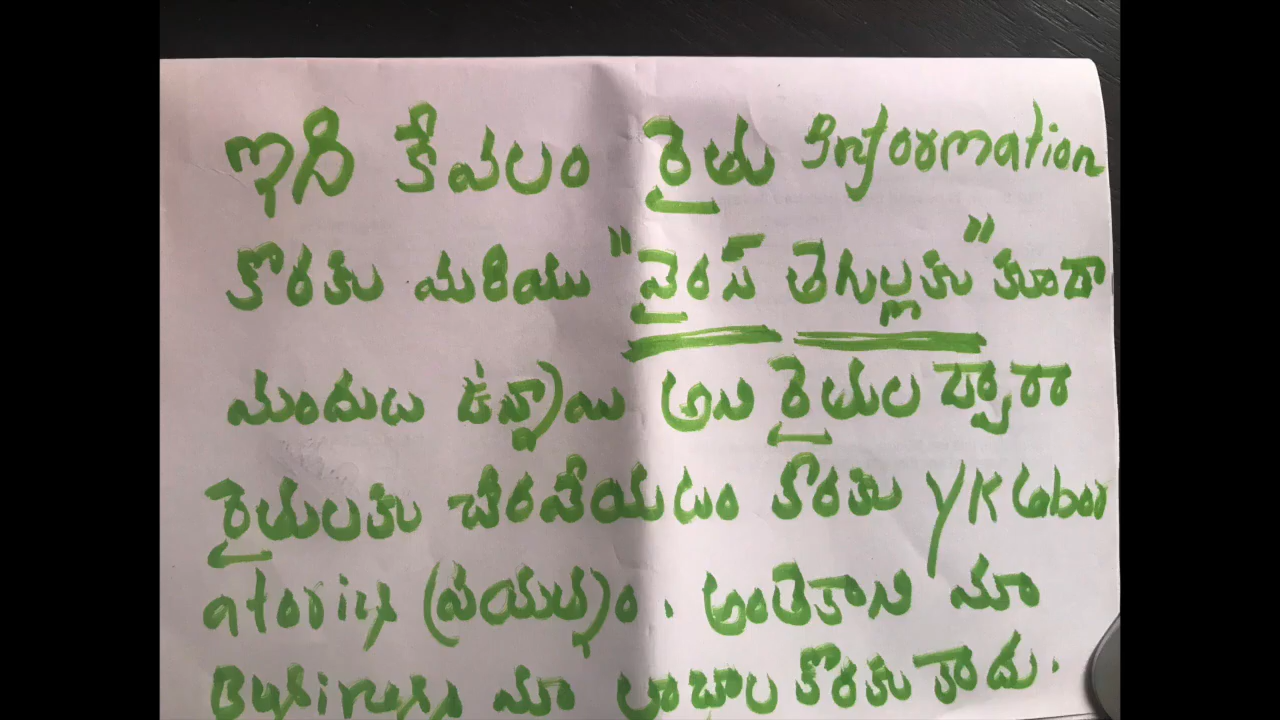 ఇది కేవలం రైతు Information
కొరకు మరియు "వైరస్ తెగుల్లకు" కూడా
మందులు ఉన్నాయి అని రైతుల ద్వారా
రైతులకు చేరవేయడం కొరకు YK Labor
atories ప్రయత్నం. అంతేకాని మా
Business మా లాభాల కొరకు కాదు.